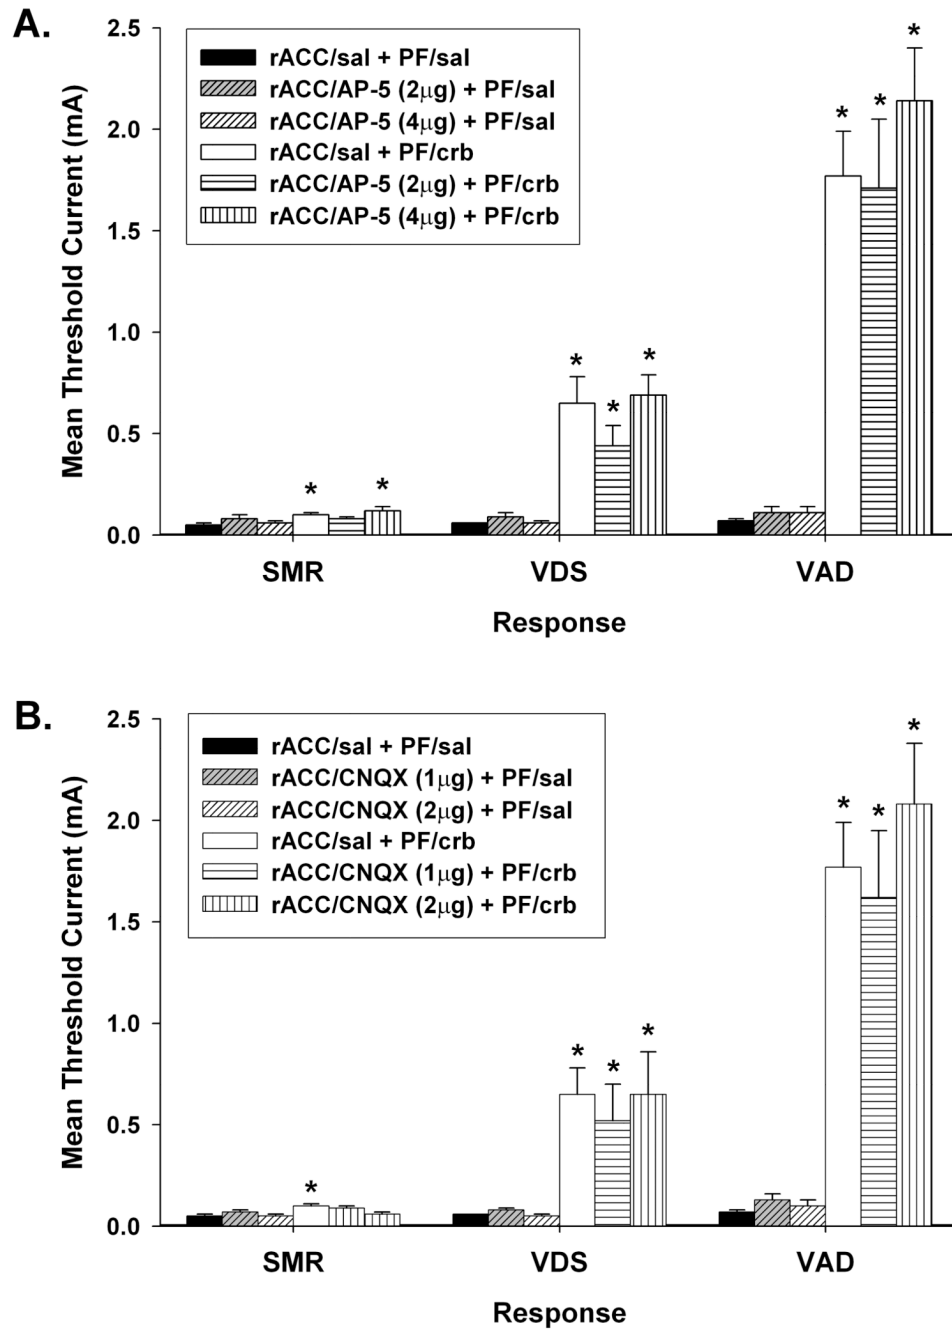 A.
2.5
2.0
1.5
1.0
0.5
0.0
Mean Threshold Current (mA)
rACC/sal + PF/sal
rACC/AP-5 (2μg) + PF/sal
rACC/AP-5 (4μg) + PF/sal
rACC/sal + PF/crb
rACC/AP-5 (2μg) + PF/crb
rACC/AP-5 (4μg) + PF/crb
* *
* * *
* * *
SMR VDS VAD
Response
B.
2.5
2.0
1.5
1.0
0.5
0.0
Mean Threshold Current (mA)
rACC/sal + PF/sal
rACC/CNQX (1μg) + PF/sal
rACC/CNQX (2μg) + PF/sal
rACC/sal + PF/crb
rACC/CNQX (1μg) + PF/crb
rACC/CNQX (2μg) + PF/crb
*
* * *
* * *
SMR VDS VAD
Response